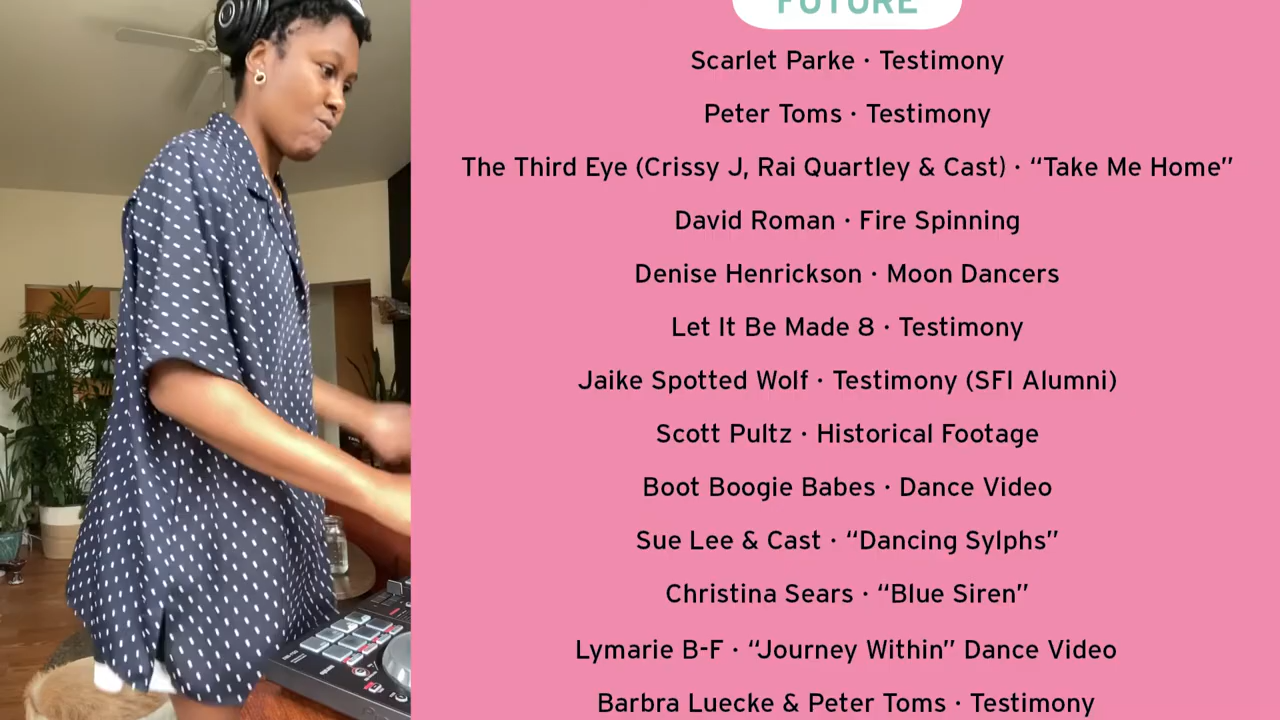 FUTURE
Scarlet Parke · Testimony
Peter Toms · Testimony
The Third Eye (Crissy J, Rai Quartley & Cast) · “Take Me Home”
David Roman · Fire Spinning
Denise Henrickson · Moon Dancers
Let It Be Made 8 · Testimony
Jaike Spotted Wolf · Testimony (SFI Alumni)
Scott Pultz · Historical Footage
Boot Boogie Babes · Dance Video
Sue Lee & Cast · “Dancing Sylphs”
Christina Sears · “Blue Siren”
Lymarie B-F · “Journey Within” Dance Video
Barbra Luecke & Peter Toms · Testimony